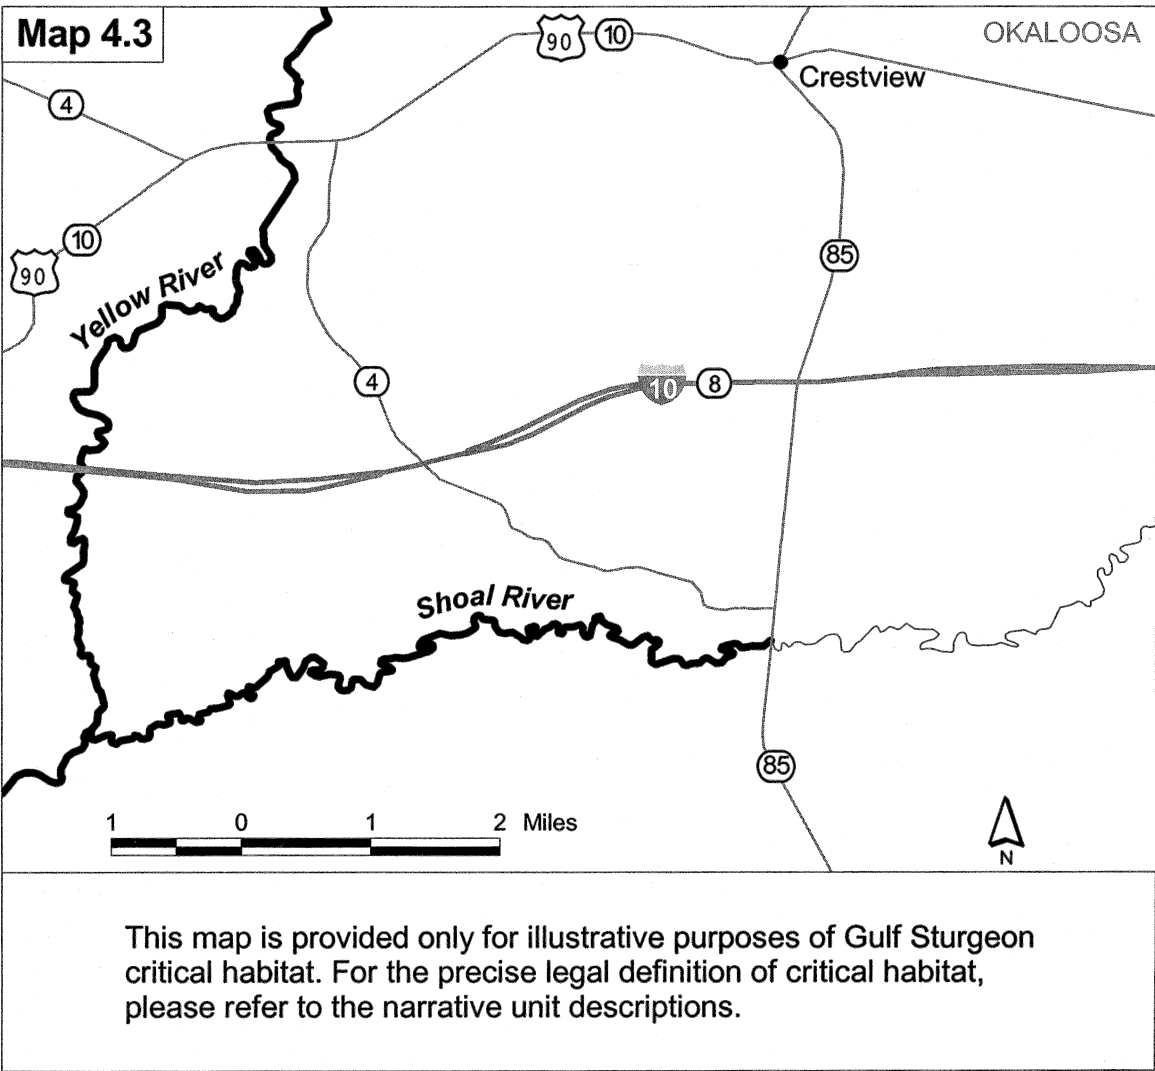 Map 4.3
90
10
OKALOOSA
Crestview
4
10
90
85
Yellow River
4
10
8
Shoal River
85
1 0 1 2 Miles
N
This map is provided only for illustrative purposes of Gulf Sturgeon
critical habitat. For the precise legal definition of critical habitat,
please refer to the narrative unit descriptions.